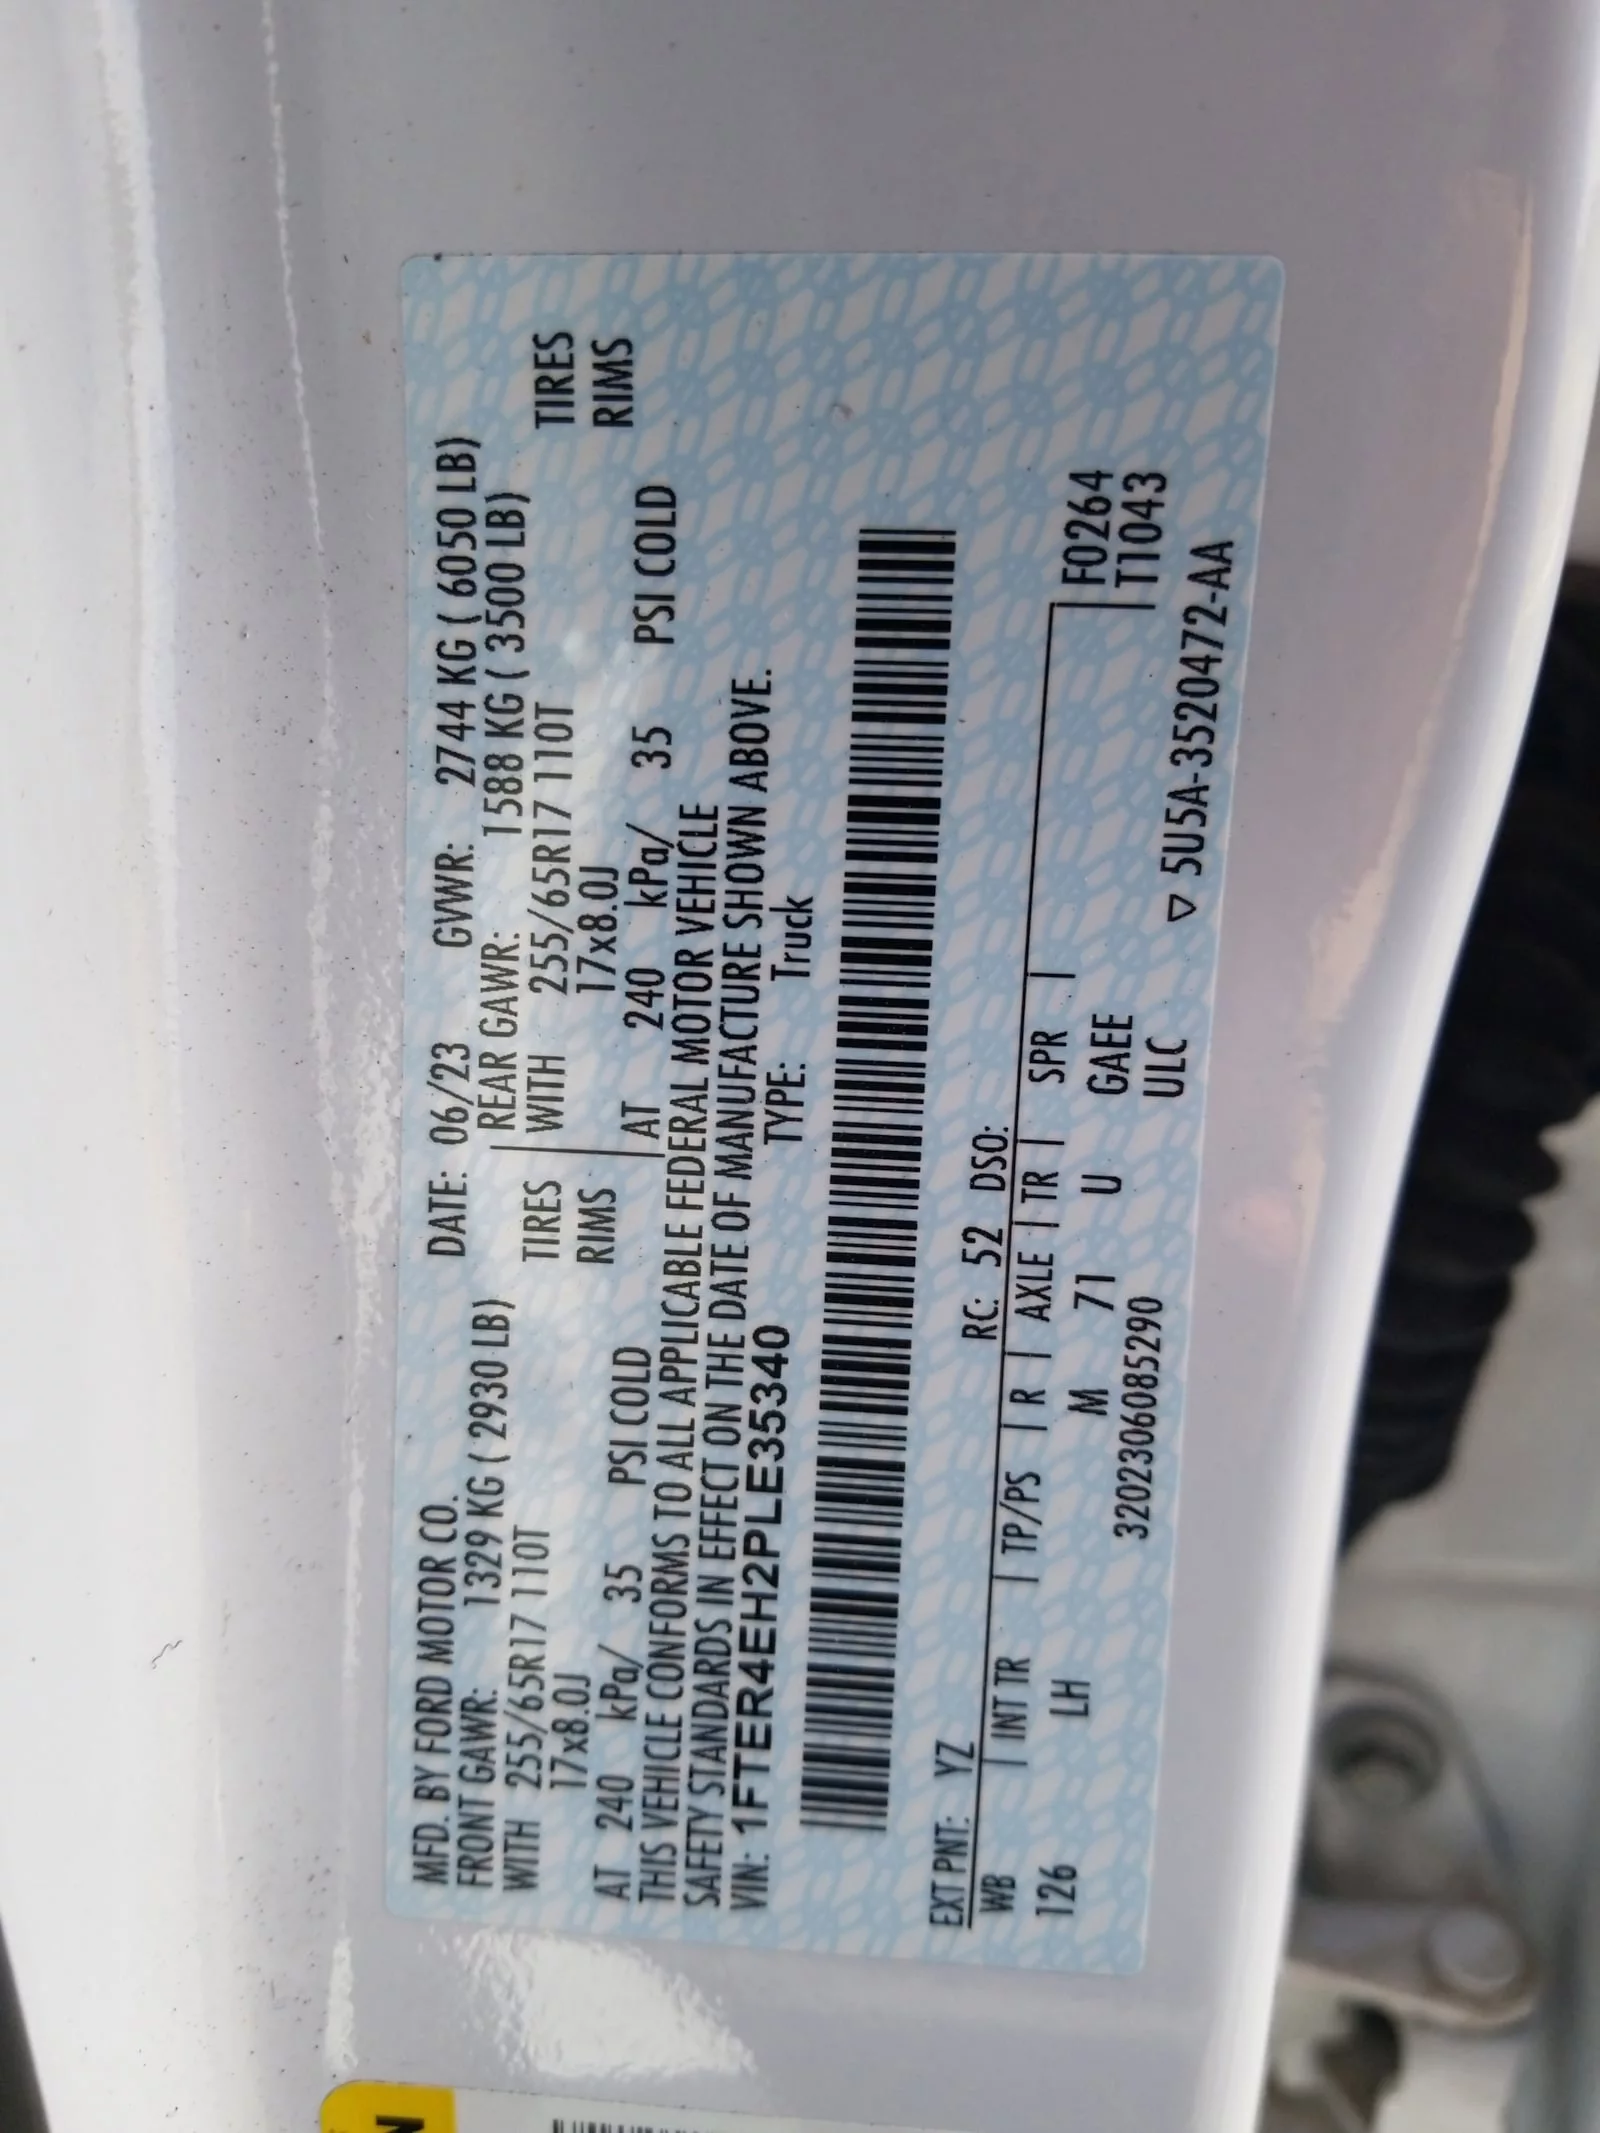 MFD. BY FORD MOTOR CO. DATE: 06/23 GVWR: 2744 KG ( 6050 LB)
FRONT GAWR: 1329 KG ( 2930 LB) REAR GAWR: 1588 KG ( 3500 LB)
WITH 255/65R17 110T TIRES WITH 255/65R17 110T TIRES
17x8.0J RIMS 17x8.0J RIMS
AT 240 kPa/ 35 PSI COLD AT 240 kPa/ 35 PSI COLD
THIS VEHICLE CONFORMS TO ALL APPLICABLE FEDERAL MOTOR VEHICLE
SAFETY STANDARDS IN EFFECT ON THE DATE OF MANUFACTURE SHOWN ABOVE.
VIN: 1FTER4EH2PLE35340 TYPE: Truck
EXT PNT: YZ RC: 52 DSO:
WB | INT TR | TP/PS | R | AXLE | TR | SPR | F0264
126 LH M 71 U GAEE T1043
3202306085290 ULC
▽ 5U5A-3520472-AA